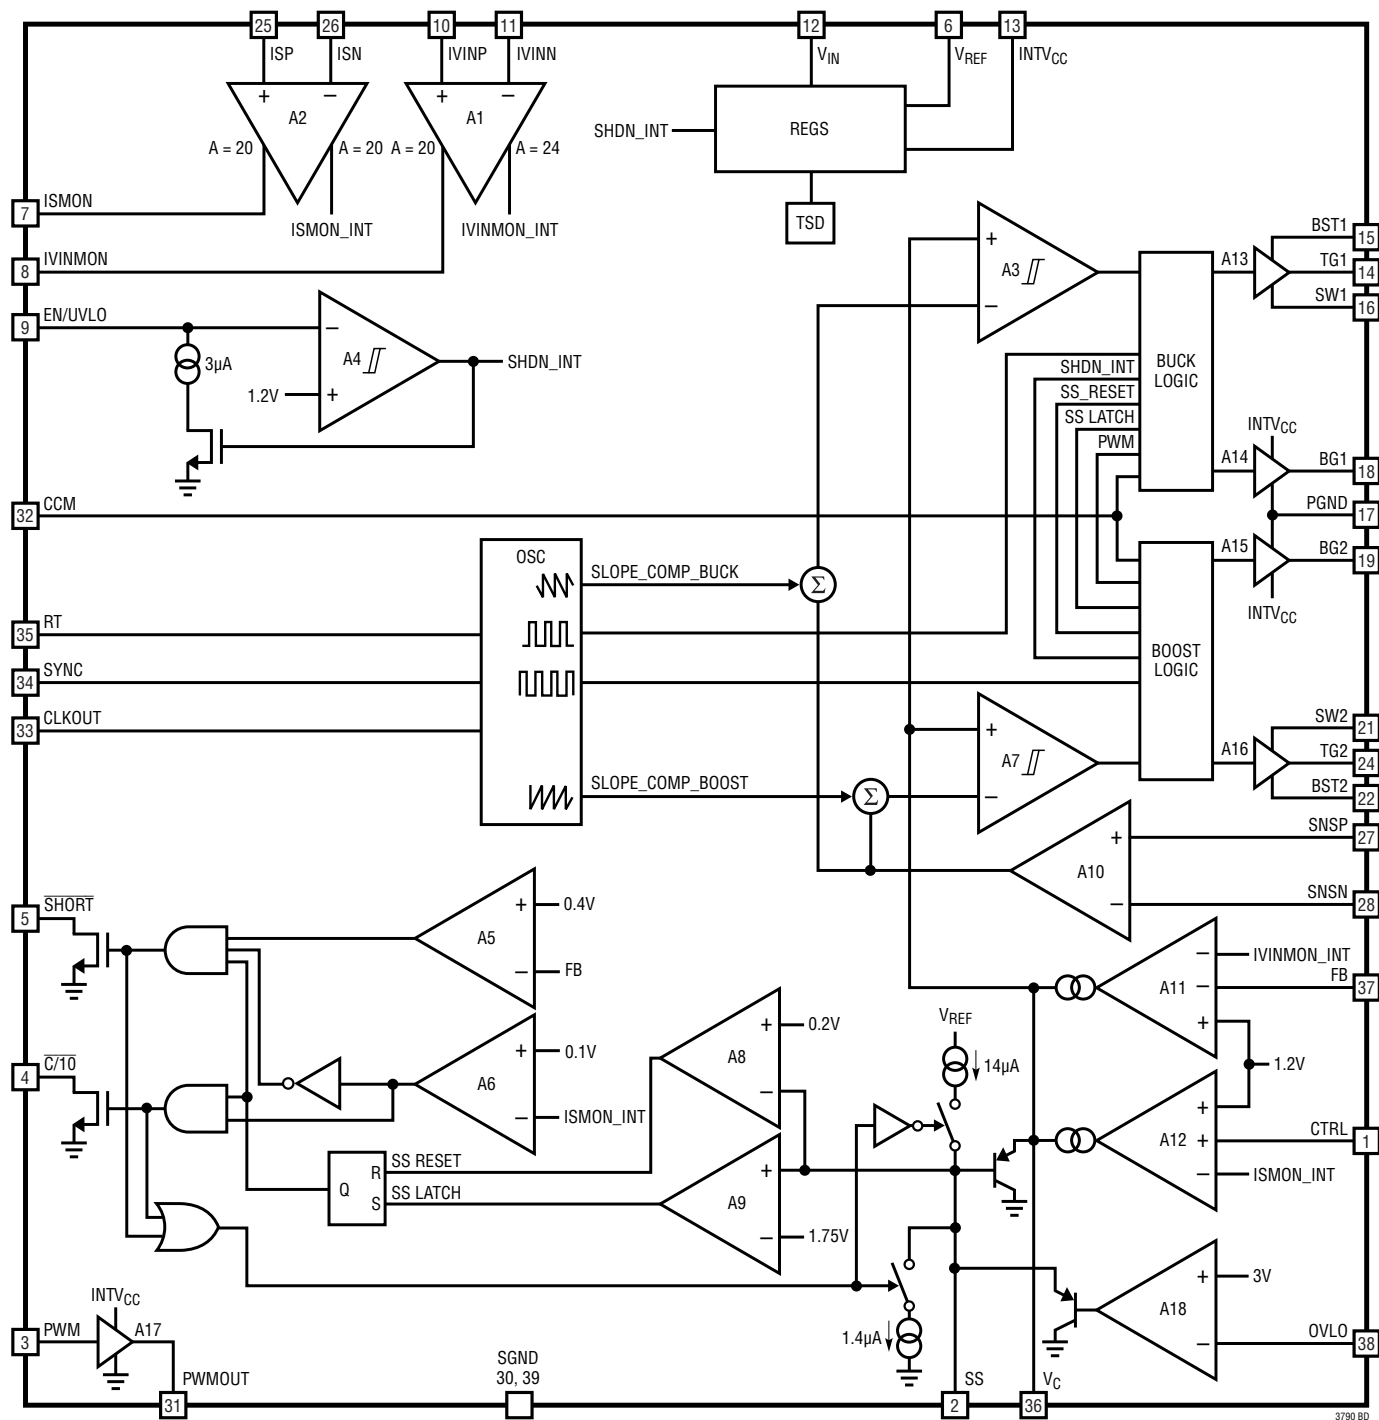 25 26 10 11 12 6 13
ISP ISN IVINP IVINN VIN VREF INTVCC
+ − + −
A2 A1
REGS
SHDN_INT
A = 20 A = 20 A = 20 A = 24
7 ISMON
ISMON_INT IVINMON_INT
TSD
8 IVINMON
+ A3 −
A13
BST1 15
TG1 14
SW1 16
9 EN/UVLO
− A4 +
3µA
SHDN_INT
1.2V
BUCK
LOGIC
SHDN_INT
SS_RESET
SS LATCH
PWM
INTVCC
A14
BG1 18
32 CCM
PGND 17
OSC
A15
BG2 19
INTVCC
SLOPE_COMP_BUCK
Σ
35 RT
34 SYNC
BOOST
LOGIC
33 CLKOUT
+ A7 −
A16
SW2 21
TG2 24
BST2 22
SLOPE_COMP_BOOST
Σ
SNSP 27
+ A10 −
SNSN 28
5 SHORT
+ 0.4V
A5
− FB
− IVINMON_INT
FB 37
A11 −
+
1.2V
4 C/10
+ 0.1V
A6
− ISMON_INT
+ 0.2V
A8
−
VREF
14µA
+
CTRL 1
A12 +
− ISMON_INT
Q R S
SS RESET
SS LATCH
+
A9
− 1.75V
1.4µA
+ 3V
A18
−
OVLO 38
INTVCC
3 PWM
A17
PWMOUT
31
SGND
30, 39
SS
2
VC
36
3790 BD